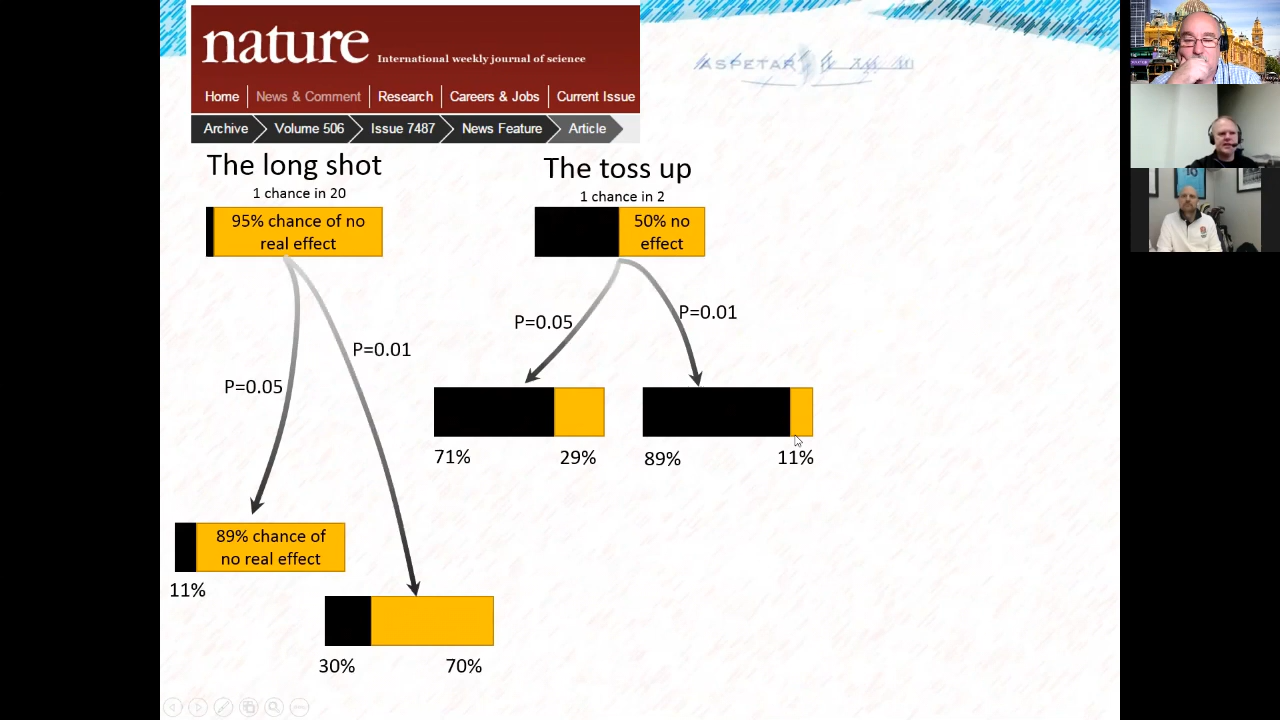 nature
International weekly journal of science
Home
News & Comment
Research
Careers & Jobs
Current Issue
Archive
Volume 506
Issue 7487
News Feature
Article
ASPETAR
The long shot
1 chance in 20
95% chance of no
real effect
The toss up
1 chance in 2
50% no
effect
P=0.05
P=0.01
P=0.05
P=0.01
71%
29%
89%
11%
89% chance of
no real effect
11%
30%
70%